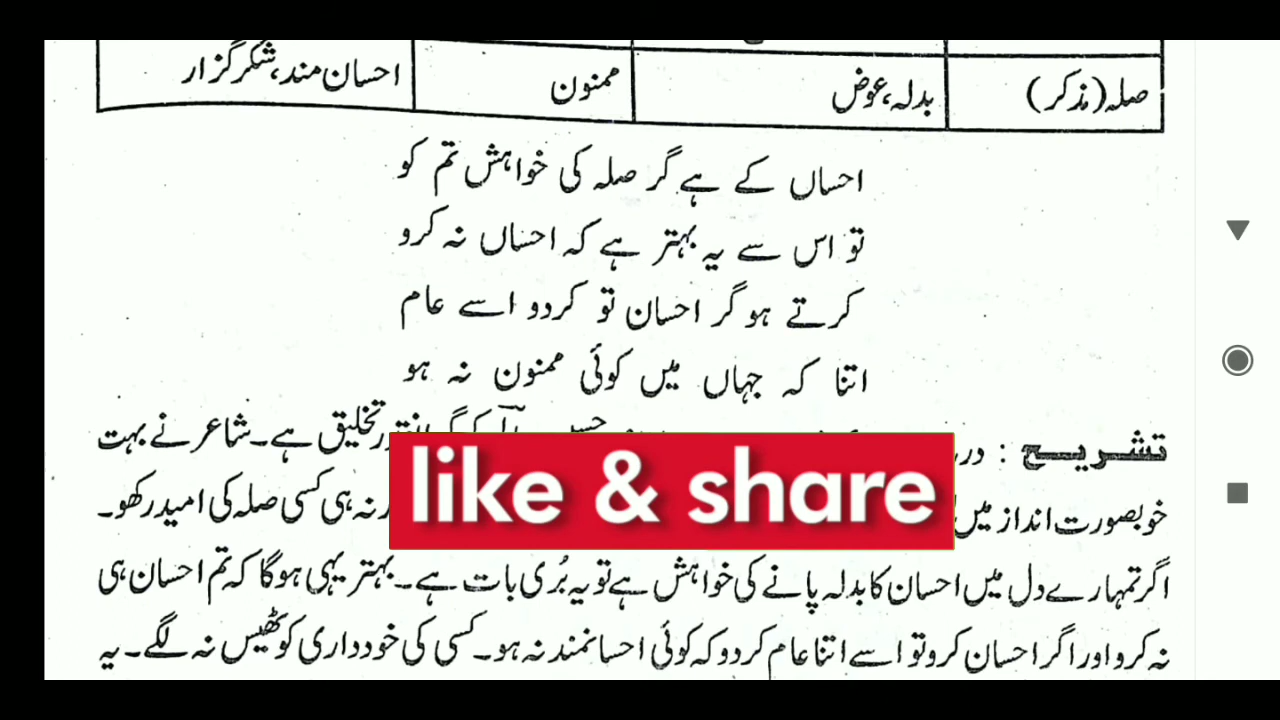 صلہ (مذکر) بدلہ، عوض ممنون احسان مند، شکر گزار
احساں کے ہے گر صلہ کی خواہش تم کو
تو اس سے یہ بہتر ہے کہ احساں نہ کرو
کرتے ہو گر احسان تو کردو اسے عام
اتنا کہ جہاں میں کوئی ممنون نہ ہو
تشریح : تخلیق ہے۔ شاعر نے بہت
خوبصورت انداز میں نہ ہی کسی صلہ کی امید رکھو۔
like & share
اگر تمہارے دل میں احسان کا بدلہ پانے کی خواہش ہے تو یہ بُری بات ہے۔ بہتر یہی ہوگا کہ تم احسان ہی
نہ کرو اور اگر احسان کرو تو اسے اتنا عام کردو کہ کوئی احسانمند نہ ہو۔ کسی کی خودداری کو ٹھیس نہ لگے۔ یہ